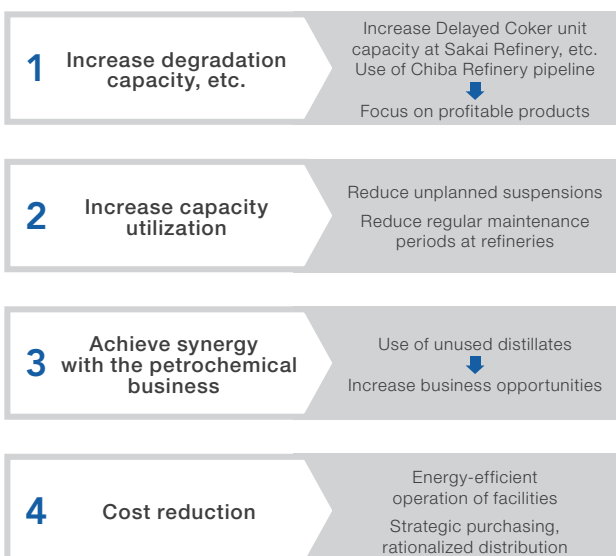 1
Increase degradation
capacity, etc.
Increase Delayed Coker unit
capacity at Sakai Refinery, etc.
Use of Chiba Refinery pipeline
Focus on profitable products
2
Increase capacity
utilization
Reduce unplanned suspensions
Reduce regular maintenance
periods at refineries
3
Achieve synergy
with the petrochemical
business
Use of unused distillates
Increase business opportunities
4
Cost reduction
Energy-efficient
operation of facilities
Strategic purchasing,
rationalized distribution